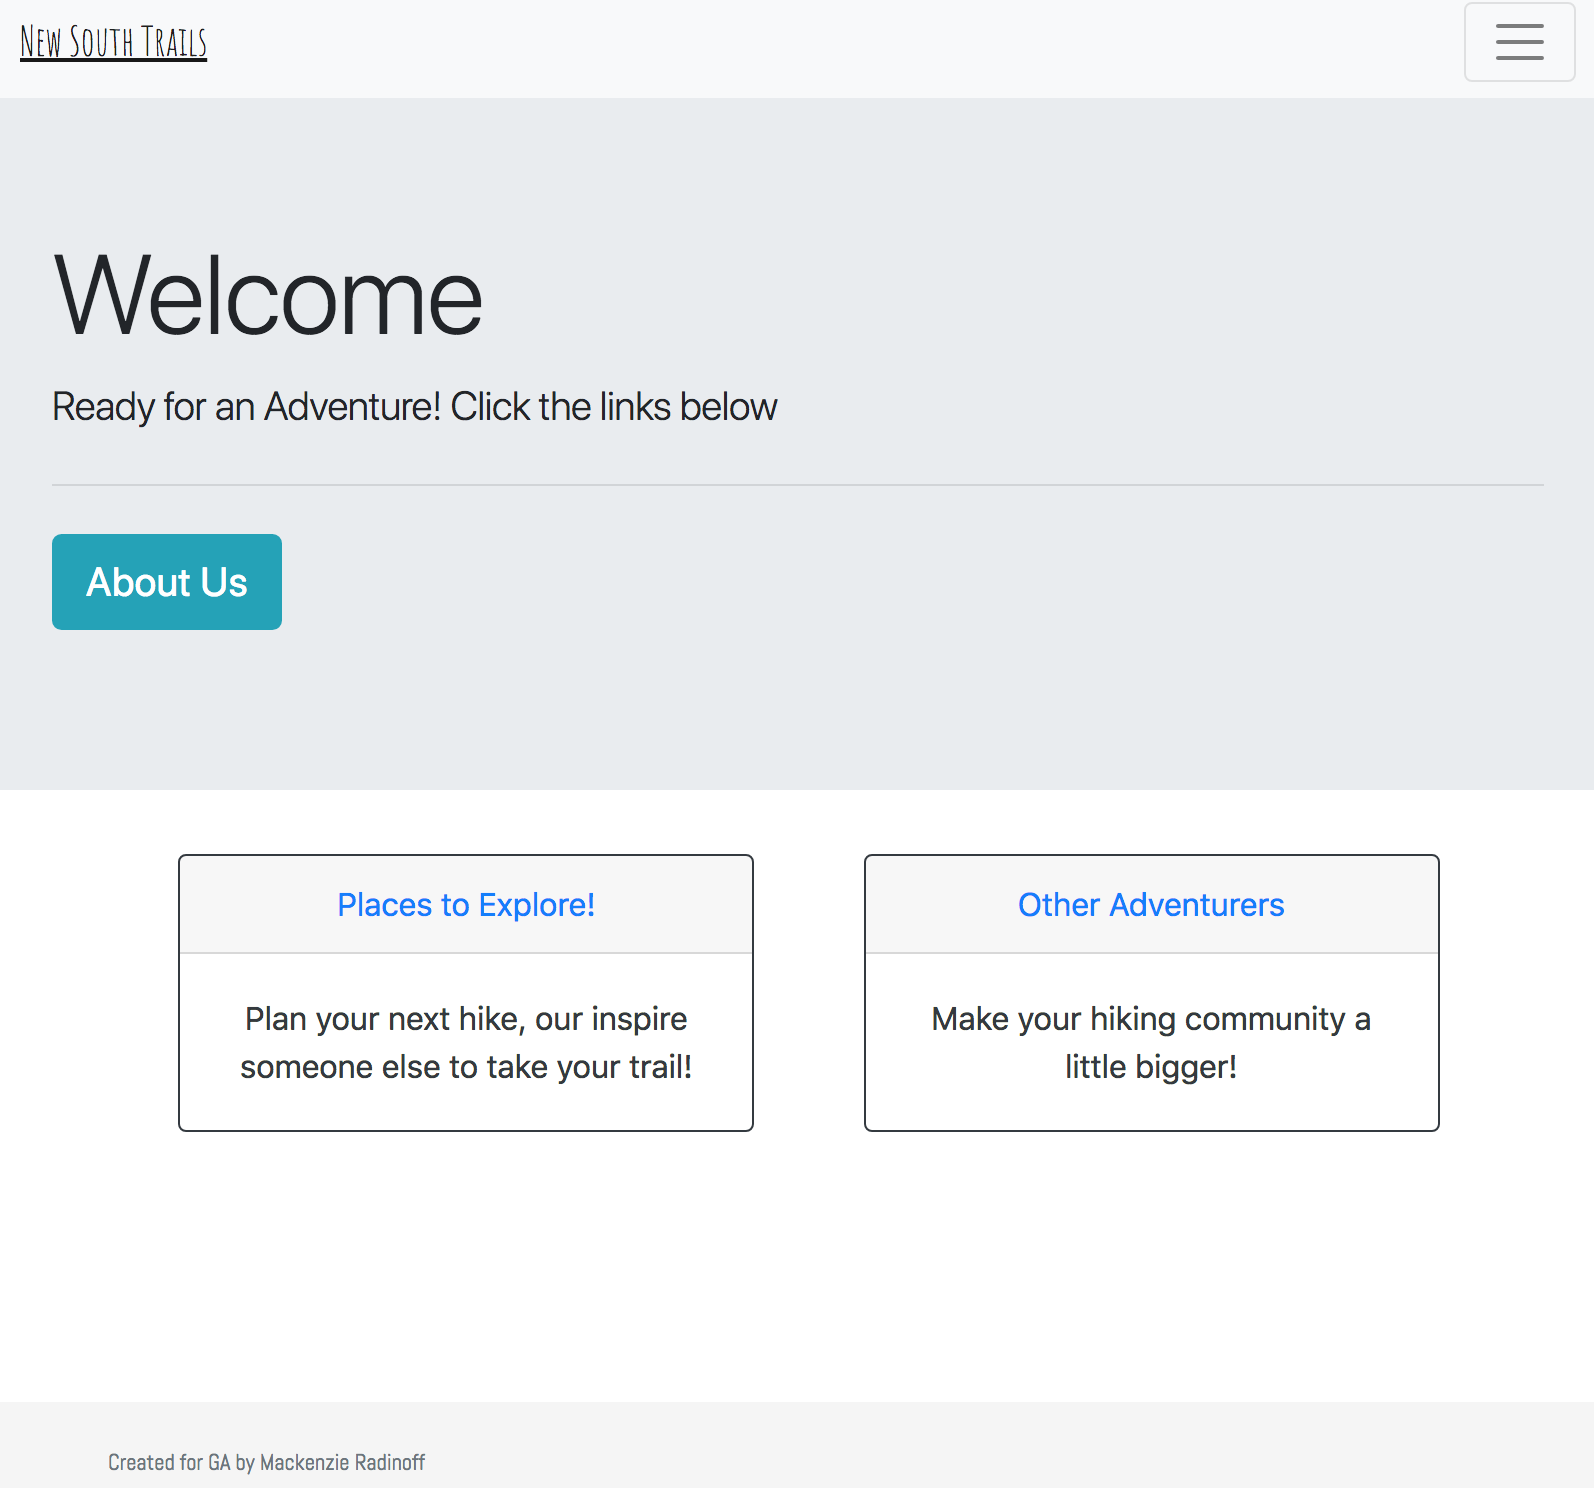 New South Trails
Welcome
Ready for an Adventure! Click the links below
About Us
Places to Explore!
Plan your next hike, our inspire
someone else to take your trail!
Other Adventurers
Make your hiking community a
little bigger!
Created for GA by Mackenzie Radinoff